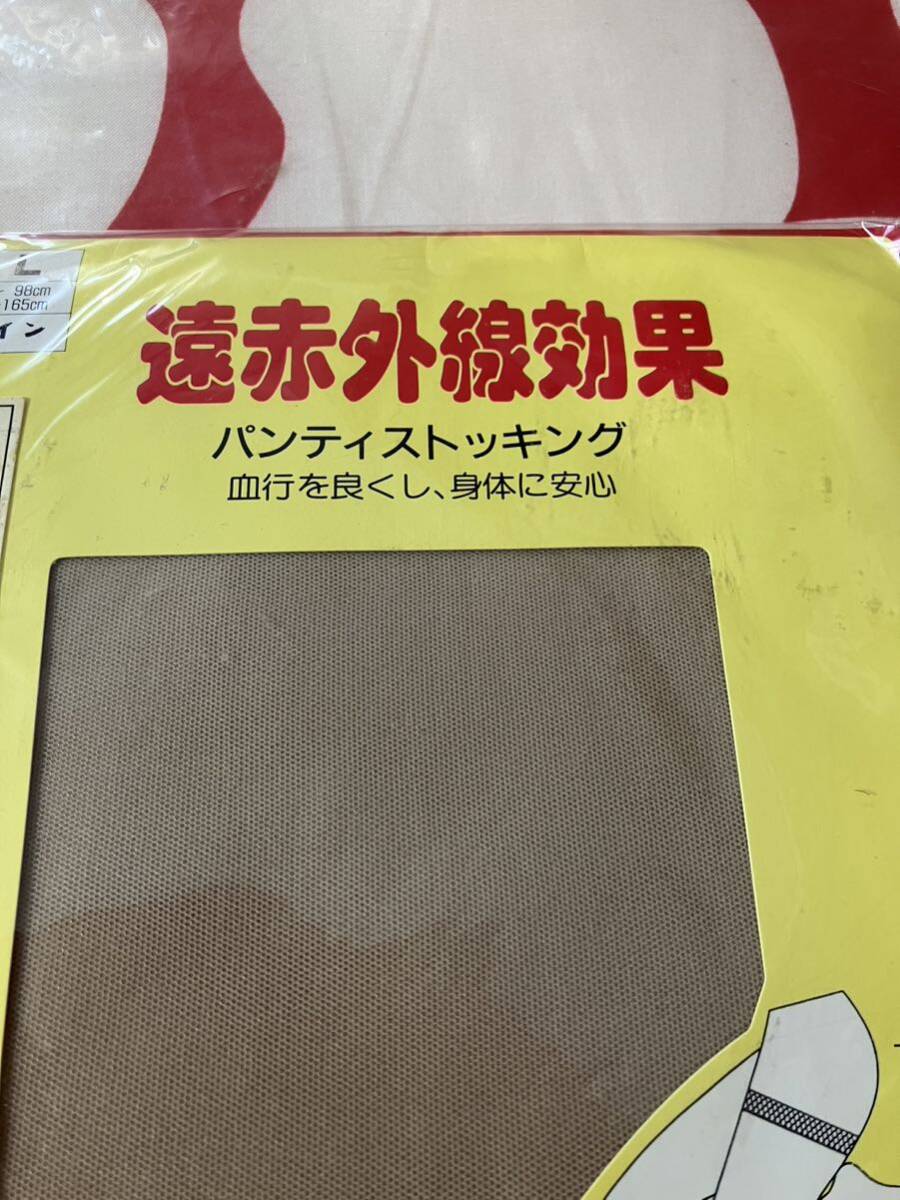 L
98cm
165cm
イン
遠赤外線効果
パンティストッキング
血行を良くし、身体に安心